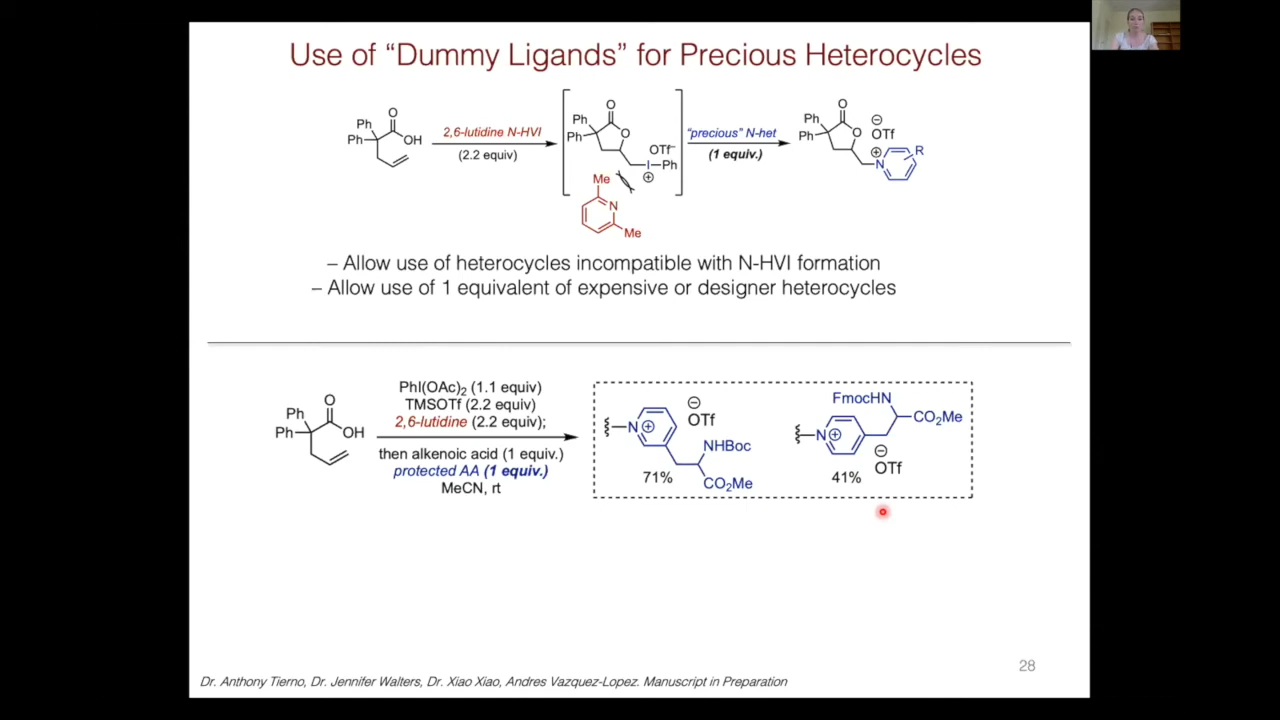 Use of “Dummy Ligands” for Precious Heterocycles
Ph
Ph
O
OH
2,6-lutidine N-HVI
(2.2 equiv)
O
Ph
Ph
O
OTf⁻
I
Ph
⊕
Me
N
Me
"precious" N-het
(1 equiv.)
O
Ph
Ph
O
⊖
OTf
⊕
N
R
– Allow use of heterocycles incompatible with N-HVI formation
– Allow use of 1 equivalent of expensive or designer heterocycles
Ph
Ph
O
OH
PhI(OAc)₂ (1.1 equiv)
TMSOTf (2.2 equiv)
2,6-lutidine (2.2 equiv);
then alkenoic acid (1 equiv.)
protected AA (1 equiv.)
MeCN, rt
N
+
⊖
OTf
NHBoc
CO₂Me
71%
FmocHN
CO₂Me
N
+
⊖
OTf
41%
28
Dr. Anthony Tierno, Dr. Jennifer Walters, Dr. Xiao Xiao, Andres Vazquez-Lopez. Manuscript in Preparation